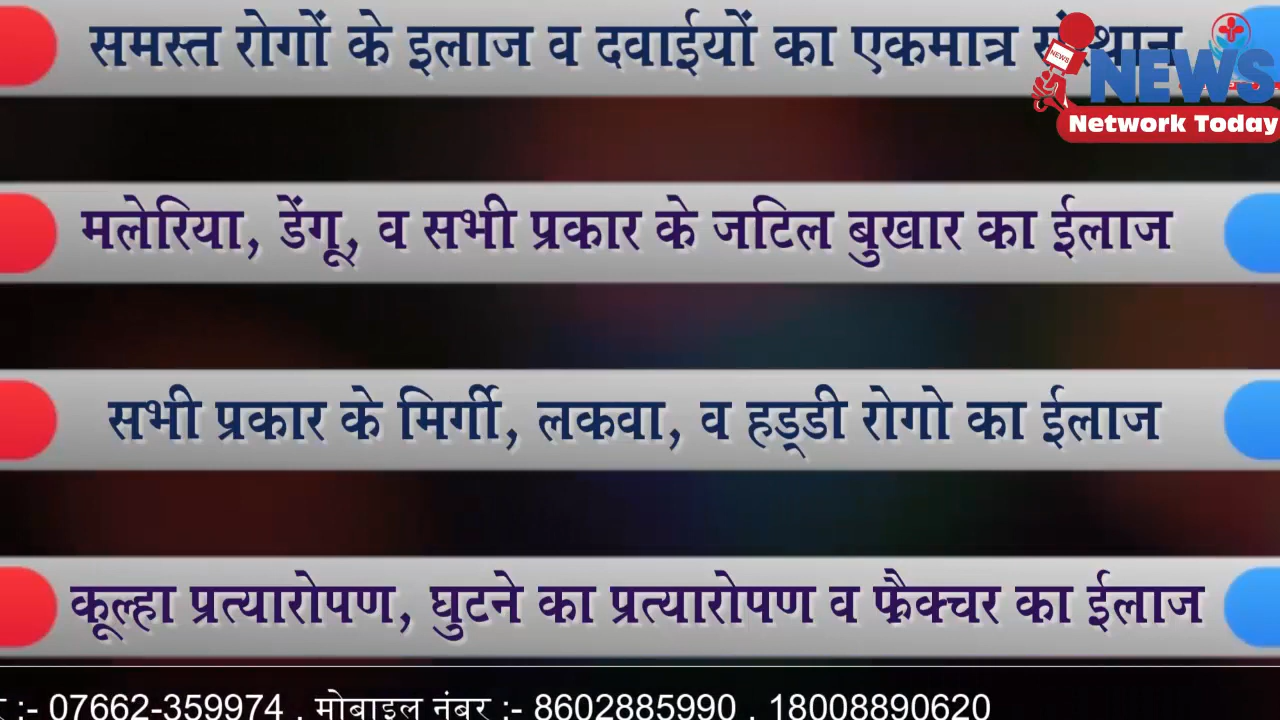 समस्त रोगों के इलाज व दवाईयों का एकमात्र
NEWS
NEWS
Network Today
मलेरिया, डेंगू, व सभी प्रकार के जटिल बुखार का ईलाज
सभी प्रकार के मिर्गी, लकवा, व हड्डी रोगो का ईलाज
कूल्हा प्रत्यारोपण, घुटने का प्रत्यारोपण व फ्रैक्चर का ईलाज
:- 07662-359974 , मोबाइल नंबर :- 8602885990 , 18008890620